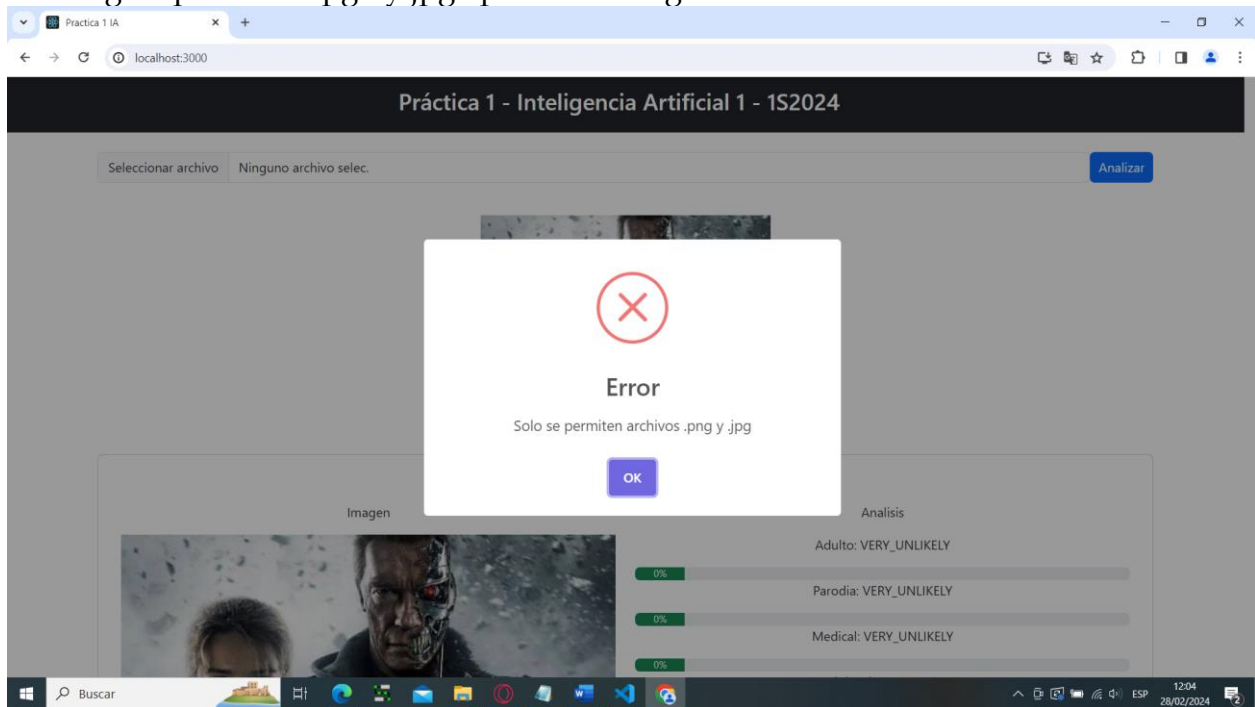 Practica 1 IA
localhost:3000
Práctica 1 - Inteligencia Artificial 1 - 1S2024
Seleccionar archivo Ninguno archivo selec. Analizar
Error
Solo se permiten archivos .png y .jpg
OK
Imagen Analisis
Adulto: VERY_UNLIKELY
0%
Parodia: VERY_UNLIKELY
0%
Medical: VERY_UNLIKELY
0%
Buscar ESP 12:04
28/02/2024 2